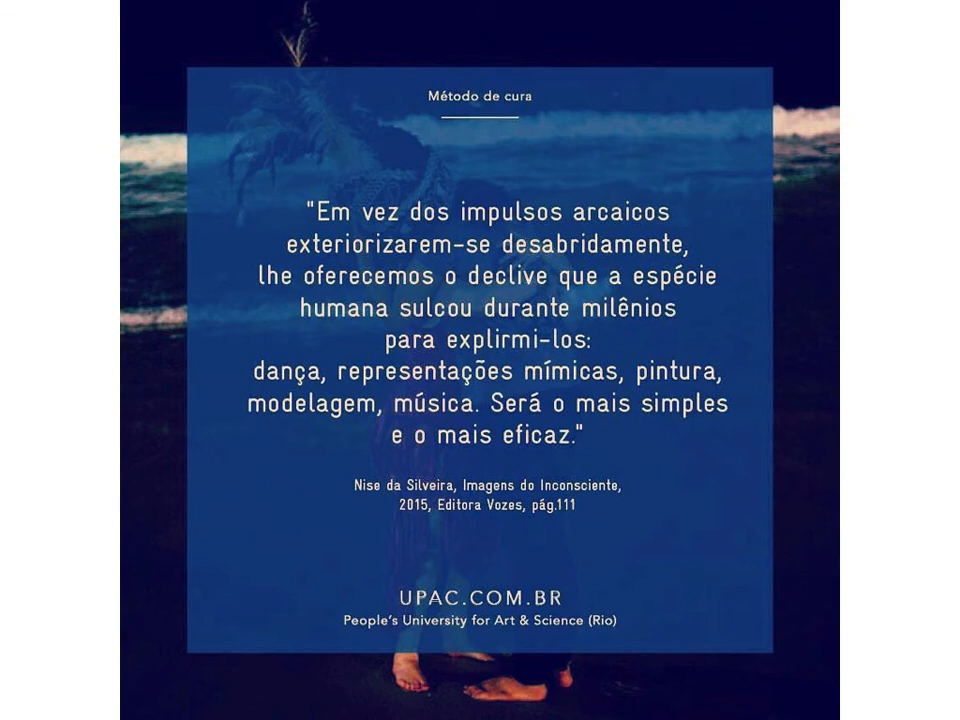 Método de cura
"Em vez dos impulsos arcaicos
exteriorizarem-se desabridamente,
lhe oferecemos o declive que a espécie
humana sulcou durante milênios
para explirmi-los:
dança, representações mímicas, pintura,
modelagem, música. Será o mais simples
e o mais eficaz."
Nise da Silveira, Imagens do Inconsciente,
2015, Editora Vozes, pág.111
UPAC.COM.BR
People's University for Art & Science (Rio)